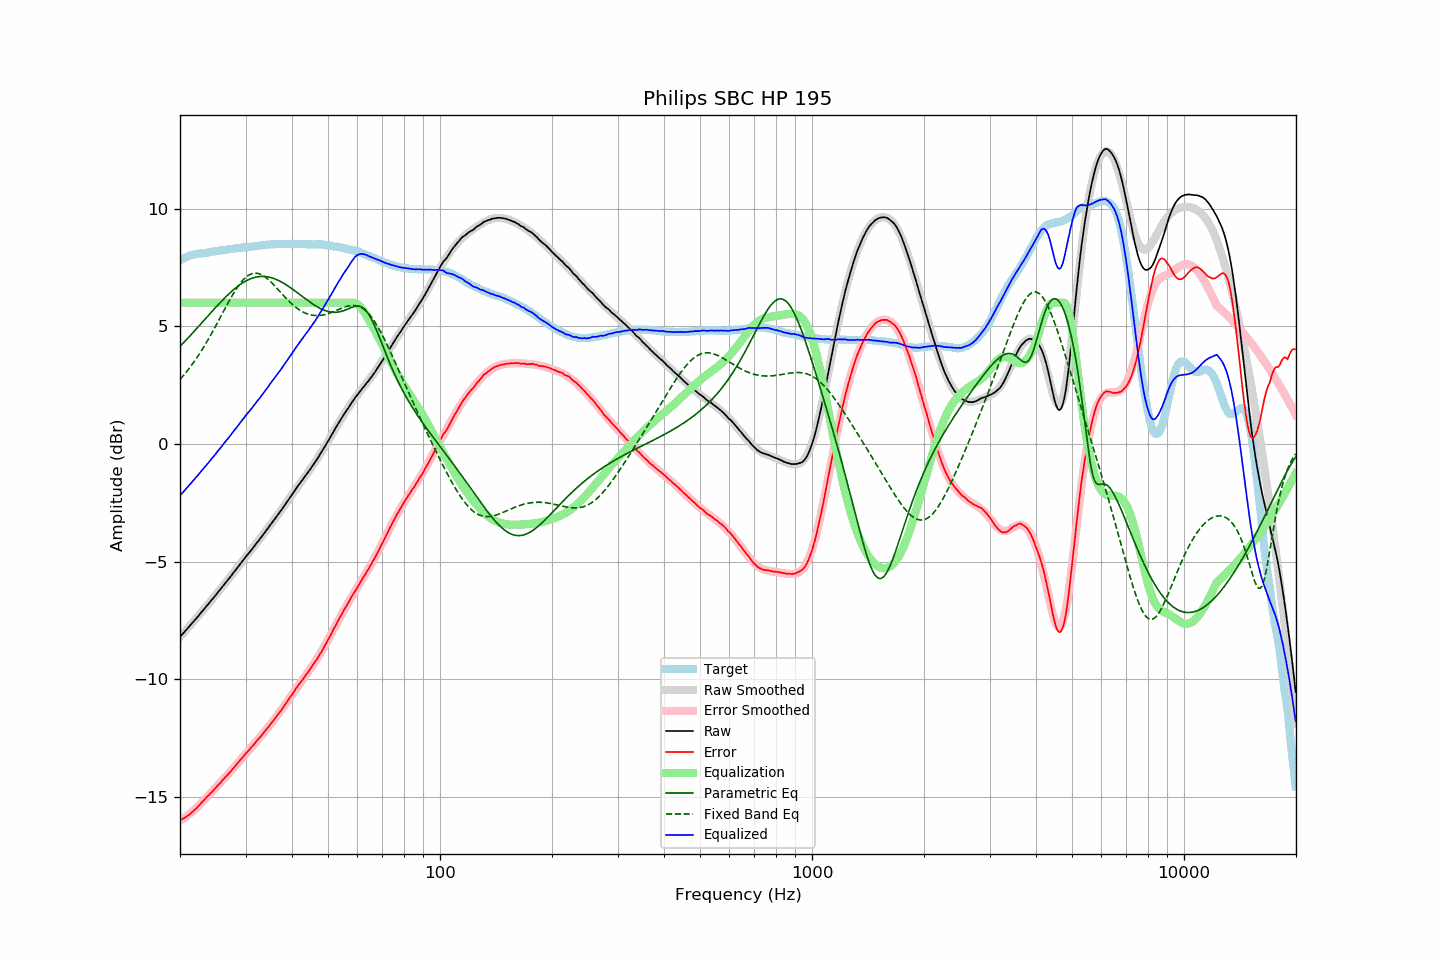 Philips SBC HP 195
10
5
0
−5
−10
−15
Amplitude (dBr)
Target
Raw Smoothed
Error Smoothed
Raw
Error
Equalization
Parametric Eq
Fixed Band Eq
Equalized
100
1000
10000
Frequency (Hz)